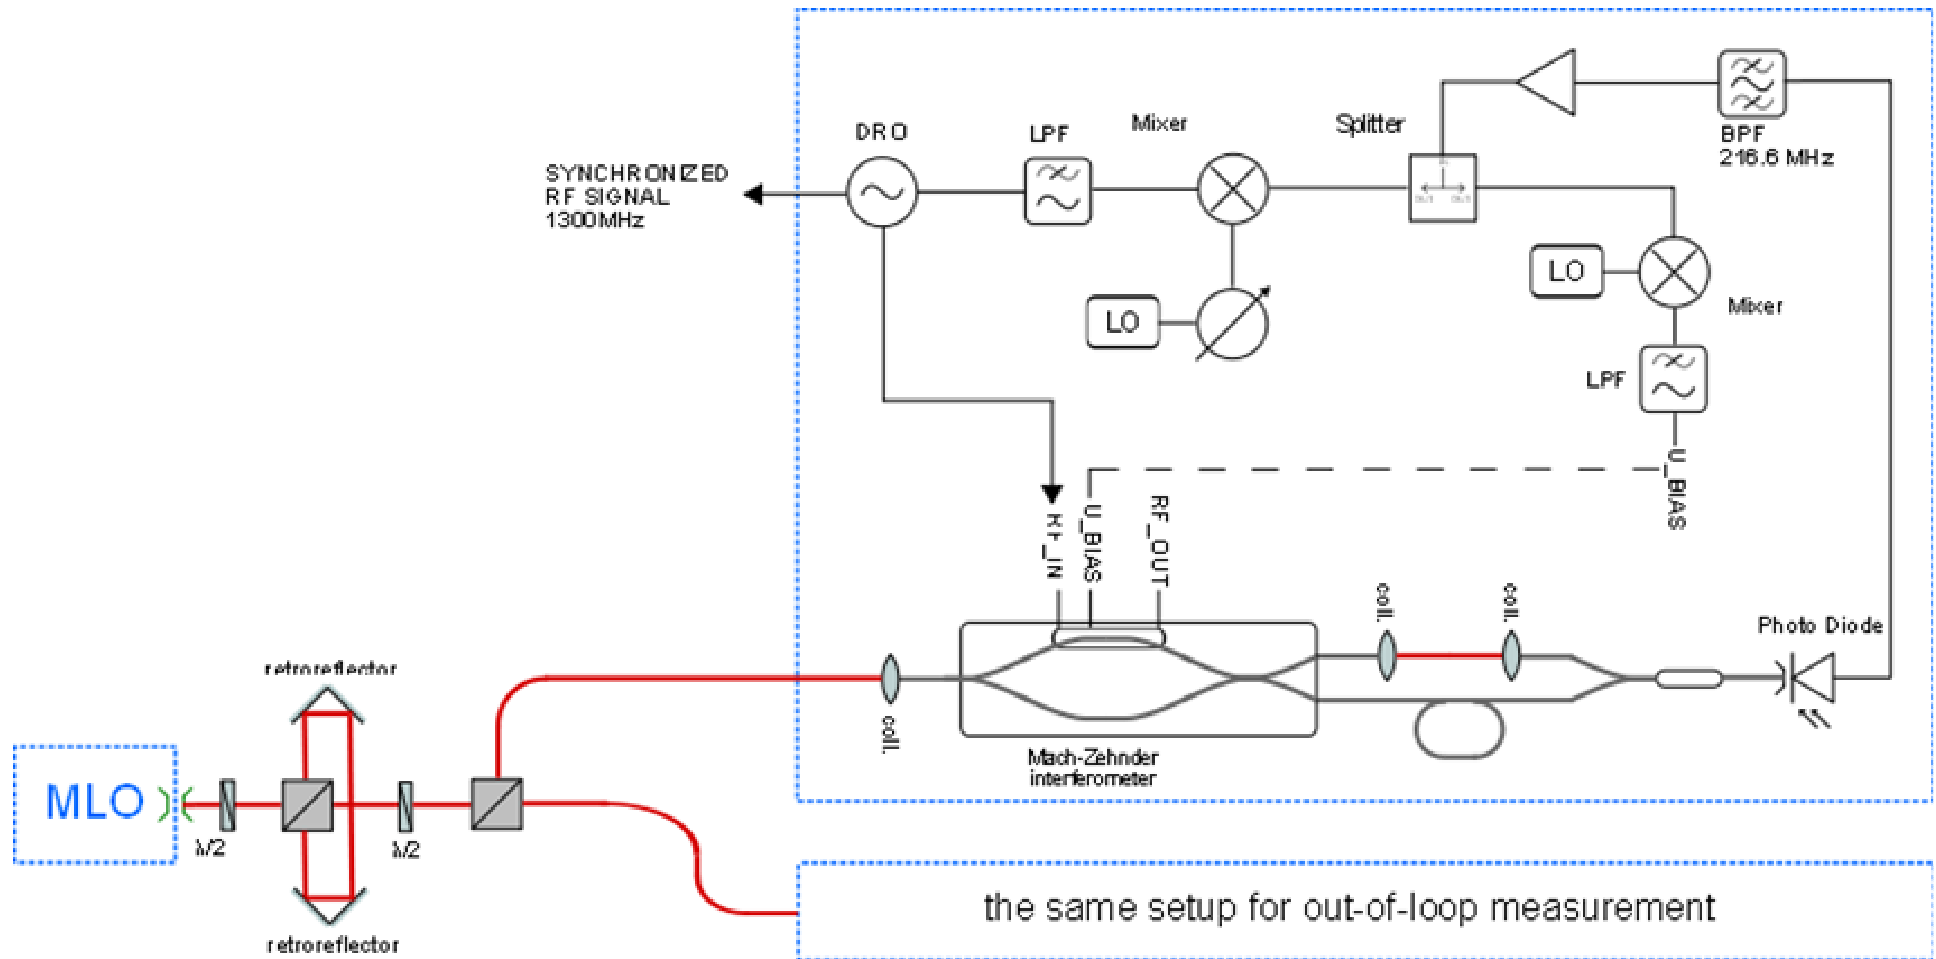 DRO
LPF
Mixer
Splitter
BPF
216.6 MHz
SYNCHRONIZED
RF SIGNAL
1300MHz
LO
LO
Mixer
LPF
U_BIAS
RF_IN
U_BIAS
RF_OUT
coll.
coll.
Photo Diode
retroreflector
coll.
Mach-Zehnder
interferometer
MLO
λ/2
λ/2
the same setup for out-of-loop measurement
retroreflector